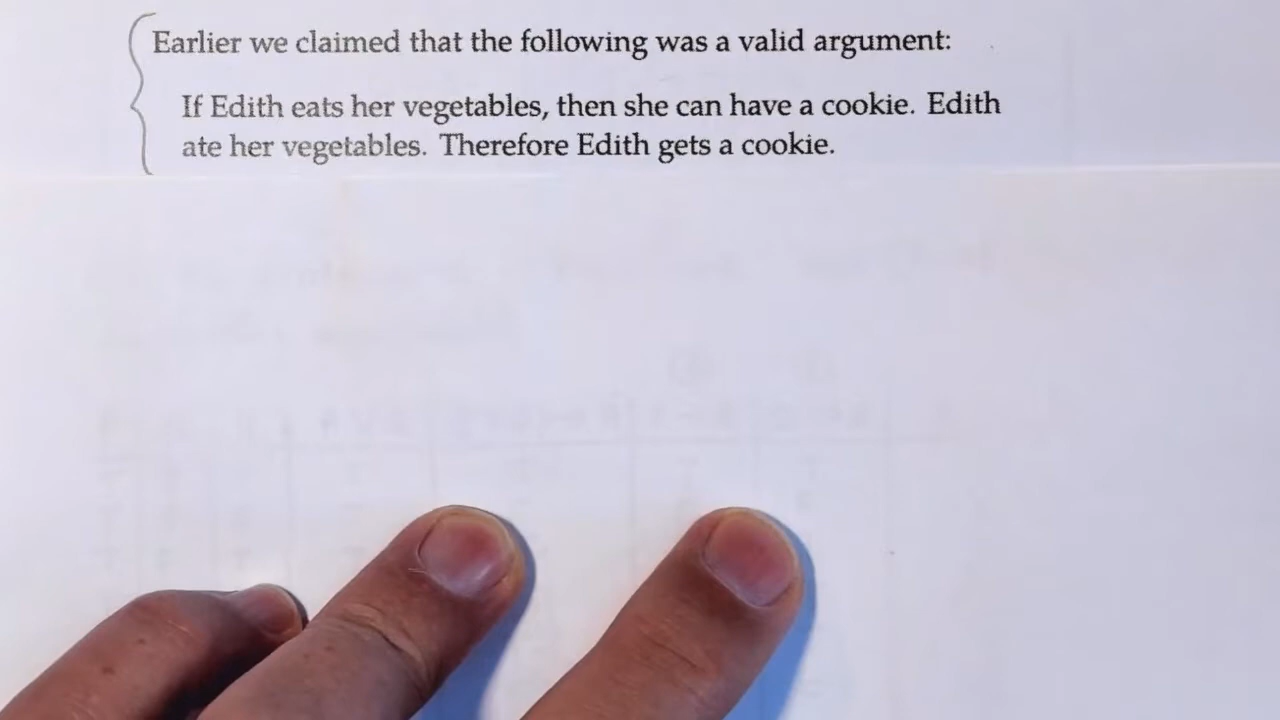 Earlier we claimed that the following was a valid argument:
If Edith eats her vegetables, then she can have a cookie. Edith
ate her vegetables. Therefore Edith gets a cookie.